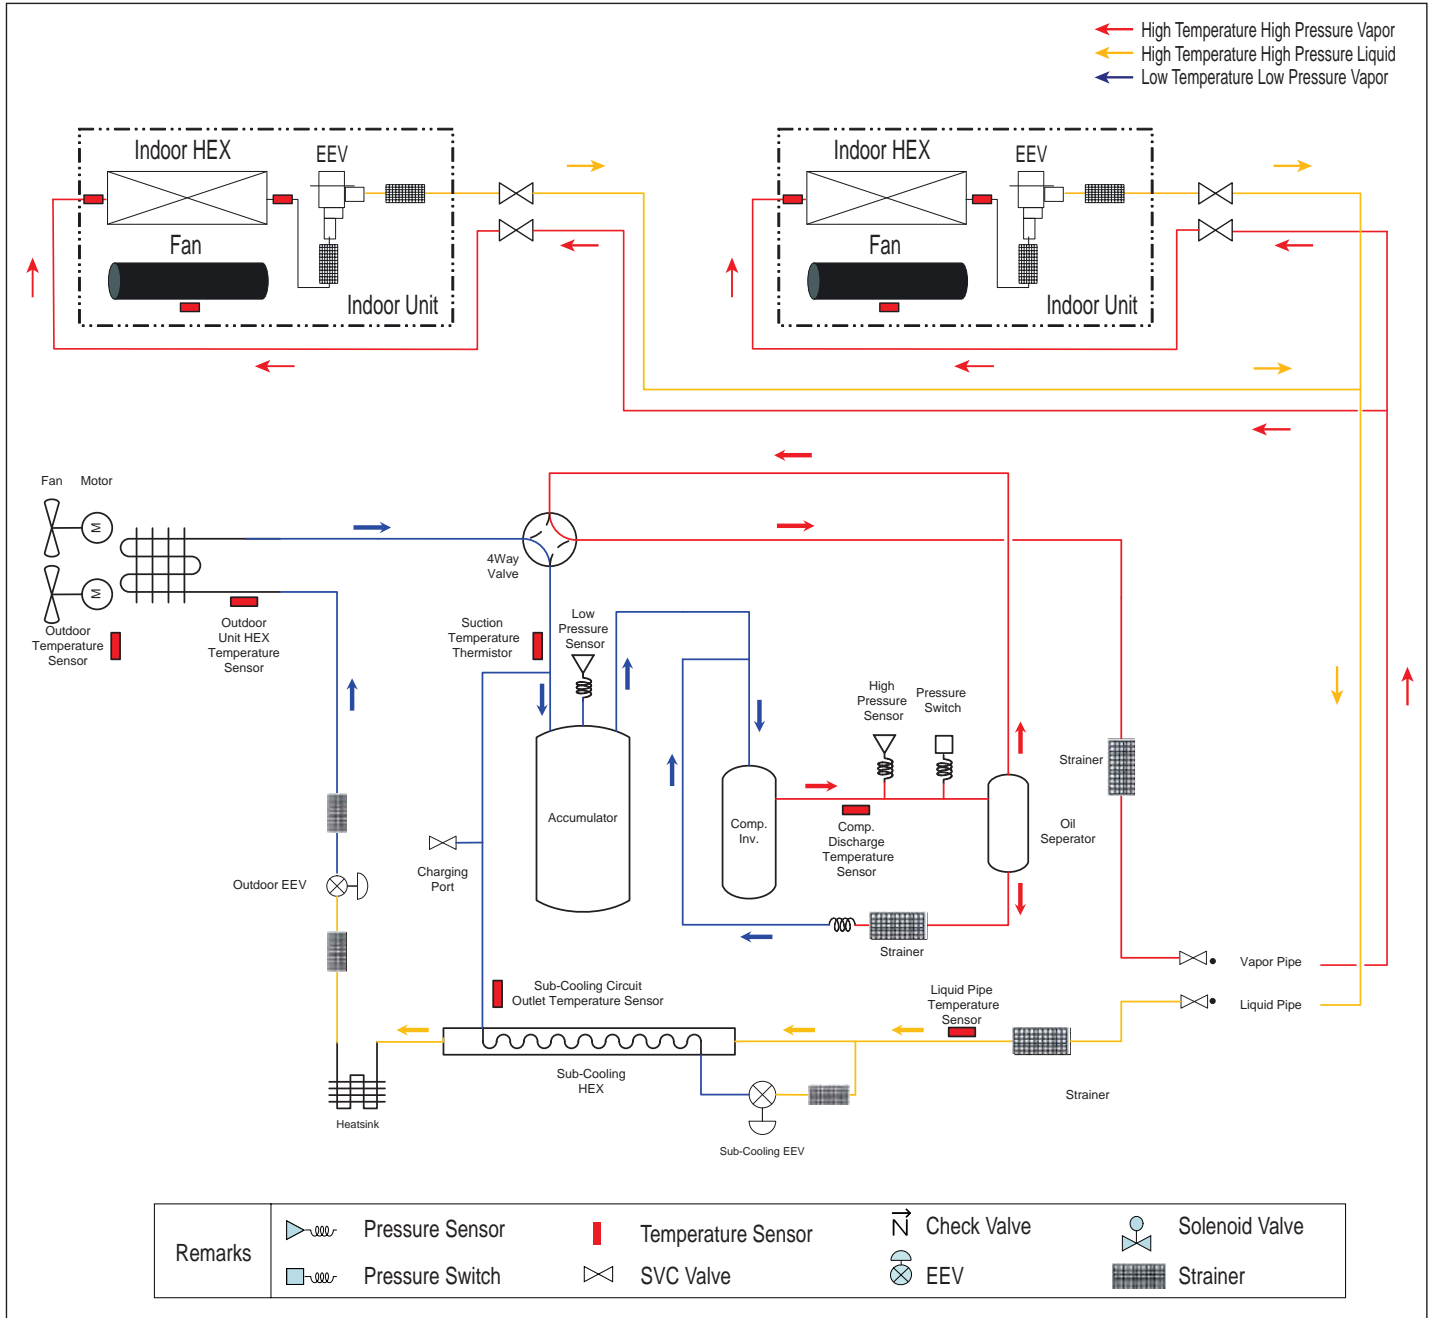 High Temperature High Pressure Vapor
High Temperature High Pressure Liquid
Low Temperature Low Pressure Vapor
Indoor HEX
EEV
Fan
Indoor Unit
Indoor HEX
EEV
Fan
Indoor Unit
Fan
Motor
M
M
4Way
Valve
Outdoor
Temperature
Sensor
Outdoor
Unit HEX
Temperature
Sensor
Suction
Temperature
Thermistor
Low
Pressure
Sensor
High
Pressure
Sensor
Pressure
Switch
Strainer
Accumulator
Comp.
Inv.
Comp.
Discharge
Temperature
Sensor
Oil
Seperator
Charging
Port
Outdoor EEV
Strainer
Vapor Pipe
Liquid Pipe
Sub-Cooling Circuit
Outlet Temperature Sensor
Liquid Pipe
Temperature
Sensor
Sub-Cooling
HEX
Strainer
Heatsink
Sub-Cooling EEV
Remarks
Pressure Sensor
Temperature Sensor
Check Valve
Solenoid Valve
Pressure Switch
SVC Valve
EEV
Strainer